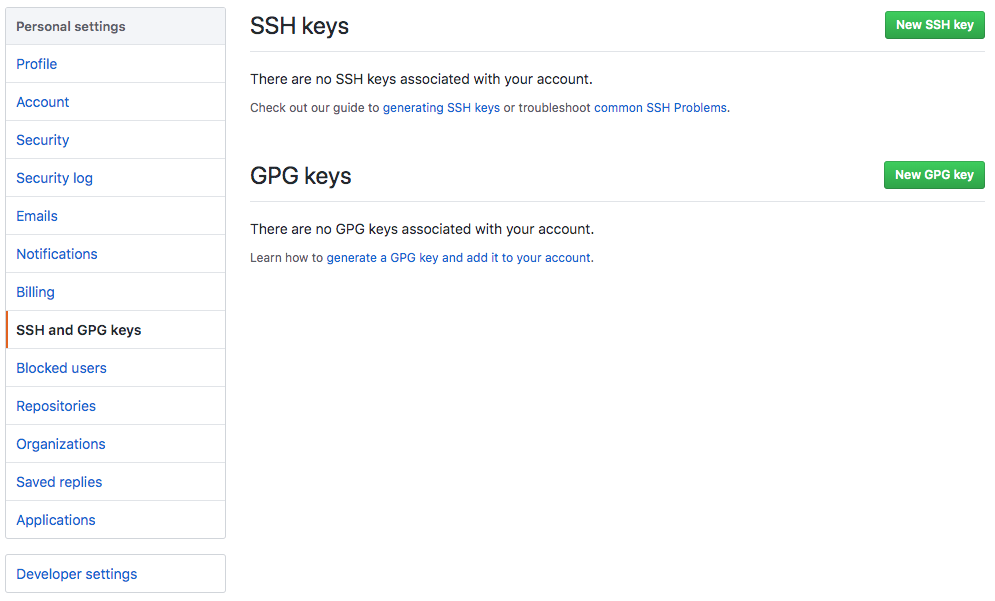 Personal settings
Profile
Account
Security
Security log
Emails
Notifications
Billing
SSH and GPG keys
Blocked users
Repositories
Organizations
Saved replies
Applications
Developer settings
SSH keys
New SSH key
There are no SSH keys associated with your account.
Check out our guide to generating SSH keys or troubleshoot common SSH Problems.
GPG keys
New GPG key
There are no GPG keys associated with your account.
Learn how to generate a GPG key and add it to your account.